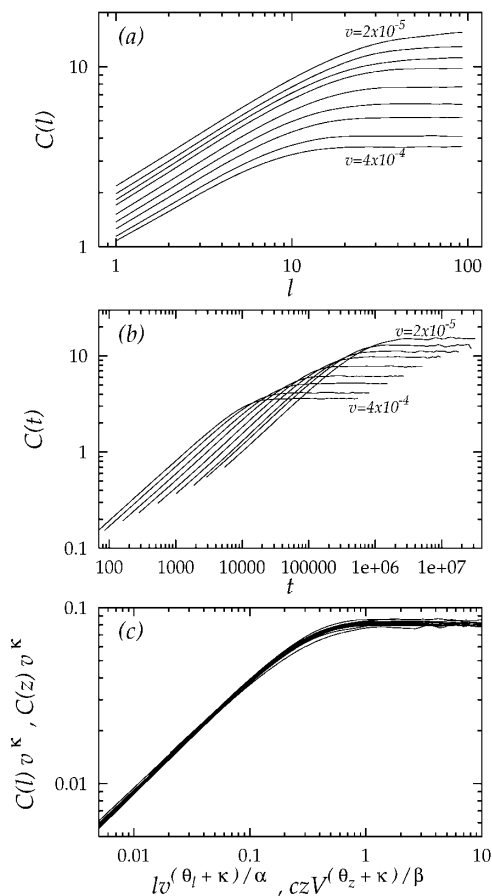 (a)
v=2x10⁻⁵
10
C(l)
v=4x10⁻⁴
1
1 10 100
l
(b)
v=2x10⁻⁵
10
C(t)
v=4x10⁻⁴
1
0.1
100 1000 10000 100000 1e+06 1e+07
t
0.1
(c)
C(l) v^κ , C(z) v^κ
0.01
0.01 0.1 1 10
lv^(θ_l + κ)/α , czV^(θ_z + κ)/β